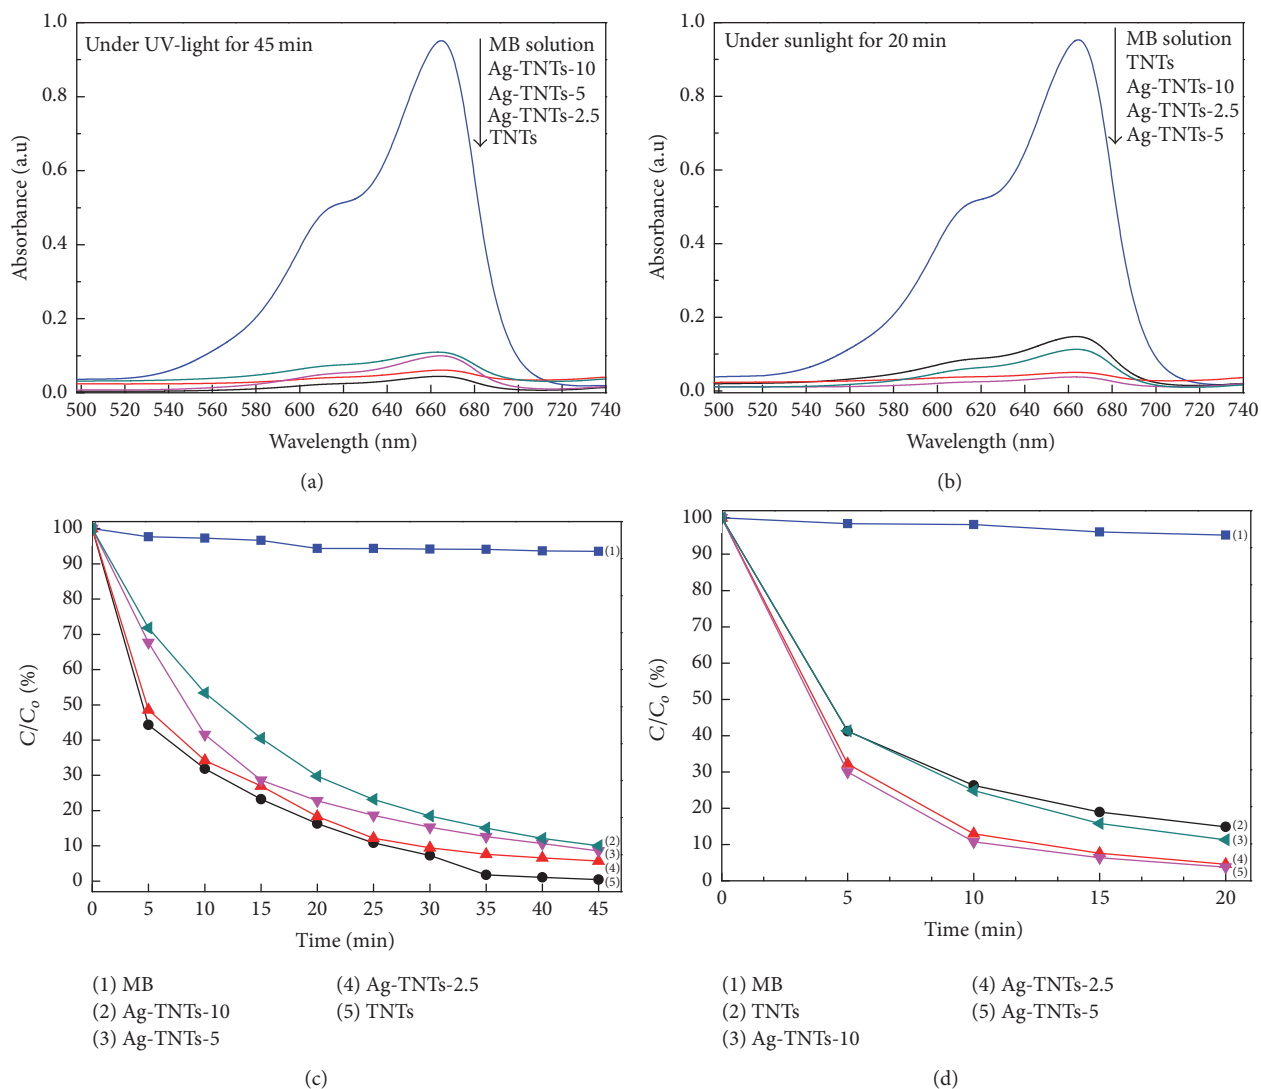 Under UV-light for 45 min
MB solution
Ag-TNTs-10
Ag-TNTs-5
Ag-TNTs-2.5
TNTs
1.0
0.8
0.6
0.4
0.2
0.0
Absorbance (a.u)
500 520 540 560 580 600 620 640 660 680 700 720 740
Wavelength (nm)
(a)
Under sunlight for 20 min
MB solution
TNTs
Ag-TNTs-10
Ag-TNTs-2.5
Ag-TNTs-5
1.0
0.8
0.6
0.4
0.2
0.0
Absorbance (a.u)
500 520 540 560 580 600 620 640 660 680 700 720 740
Wavelength (nm)
(b)
100
90
80
70
60
50
40
30
20
10
0
C/Co (%)
(1)
(2)
(3)
(4)
(5)
0 5 10 15 20 25 30 35 40 45
Time (min)
(1) MB
(2) Ag-TNTs-10
(3) Ag-TNTs-5
(4) Ag-TNTs-2.5
(5) TNTs
(c)
100
90
80
70
60
50
40
30
20
10
0
C/Co (%)
(1)
(2)
(3)
(4)
(5)
0 5 10 15 20
Time (min)
(1) MB
(2) TNTs
(3) Ag-TNTs-10
(4) Ag-TNTs-2.5
(5) Ag-TNTs-5
(d)